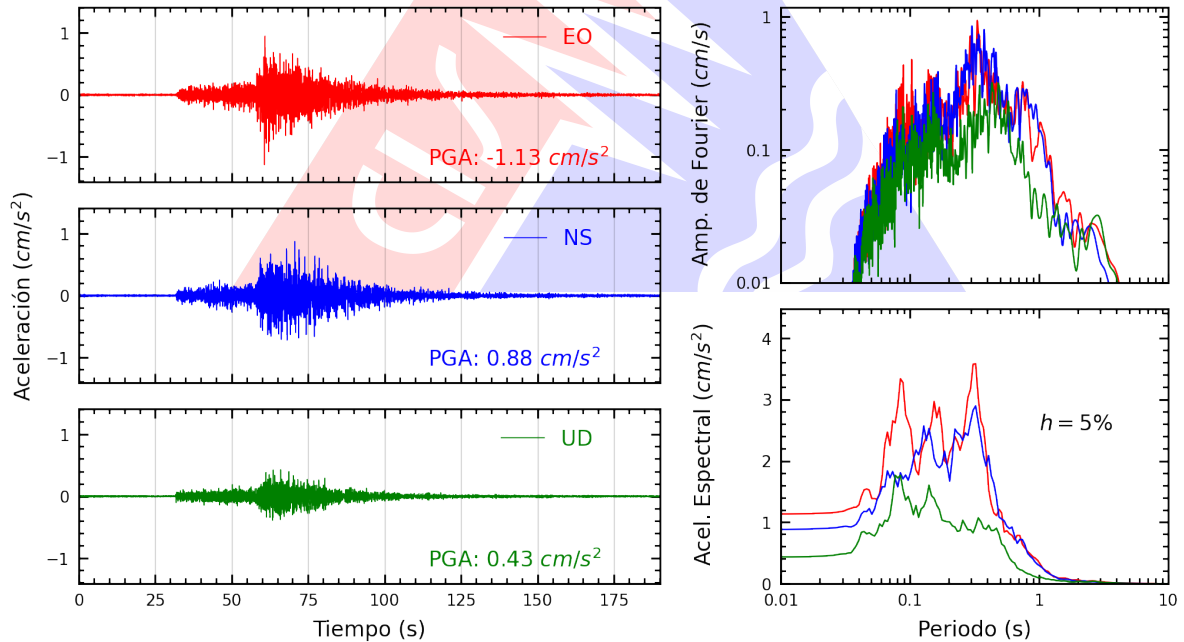 Aceleración (cm/s²)
1
0
−1
EO
PGA: -1.13 cm/s²
1
0
−1
NS
PGA: 0.88 cm/s²
1
0
−1
UD
PGA: 0.43 cm/s²
0 25 50 75 100 125 150 175
Tiempo (s)
Amp. de Fourier (cm/s)
1
0.1
0.01
Acel. Espectral (cm/s²)
4
3
2
1
0
h = 5%
0.01 0.1 1 10
Periodo (s)